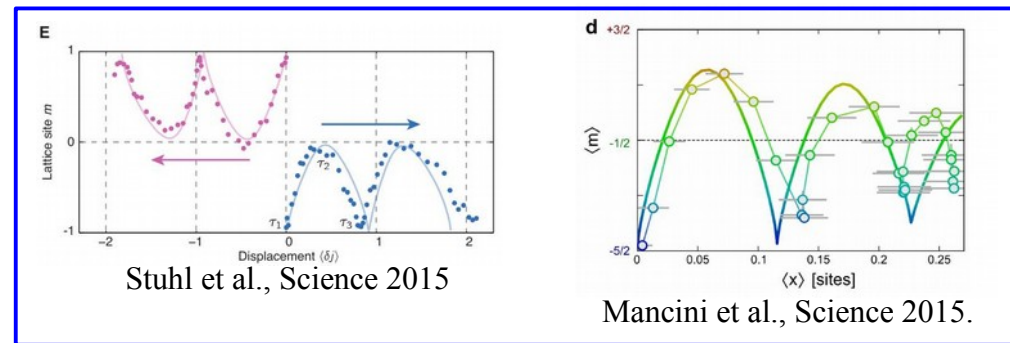 E
1
Lattice site m
0
-1
τ1
τ2
τ3
−2
−1
0
1
2
Displacement ⟨δj⟩
Stuhl et al., Science 2015
d
+3/2
⟨m⟩
-1/2
-5/2
0
0.05
0.1
0.15
0.2
0.25
⟨x⟩ [sites]
Mancini et al., Science 2015.